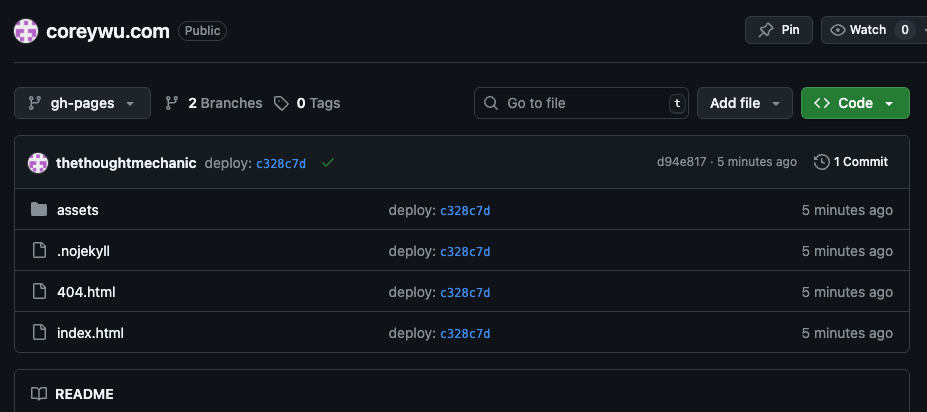 coreywu.com Public Pin Watch 0
gh-pages 2 Branches 0 Tags Go to file t Add file Code
thethoughtmechanic deploy: c328c7d d94e817 · 5 minutes ago 1 Commit
assets deploy: c328c7d 5 minutes ago
.nojekyll deploy: c328c7d 5 minutes ago
404.html deploy: c328c7d 5 minutes ago
index.html deploy: c328c7d 5 minutes ago
README